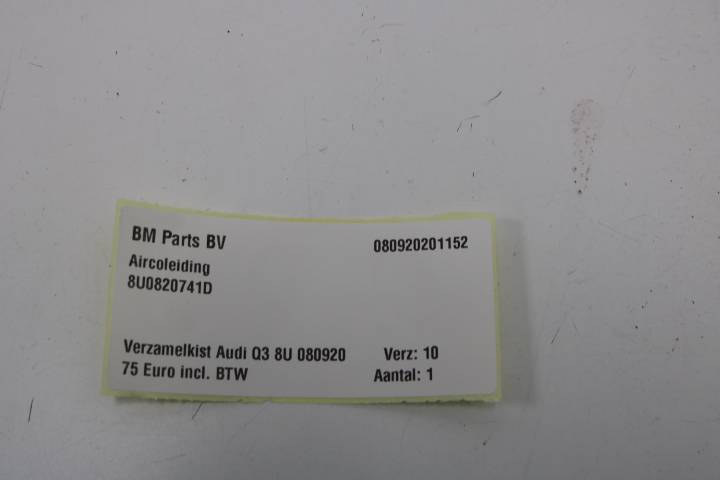 BM Parts BV 080920201152
Aircoleiding
8U0820741D
Verzamelkist Audi Q3 8U 080920 Verz: 10
75 Euro incl. BTW Aantal: 1